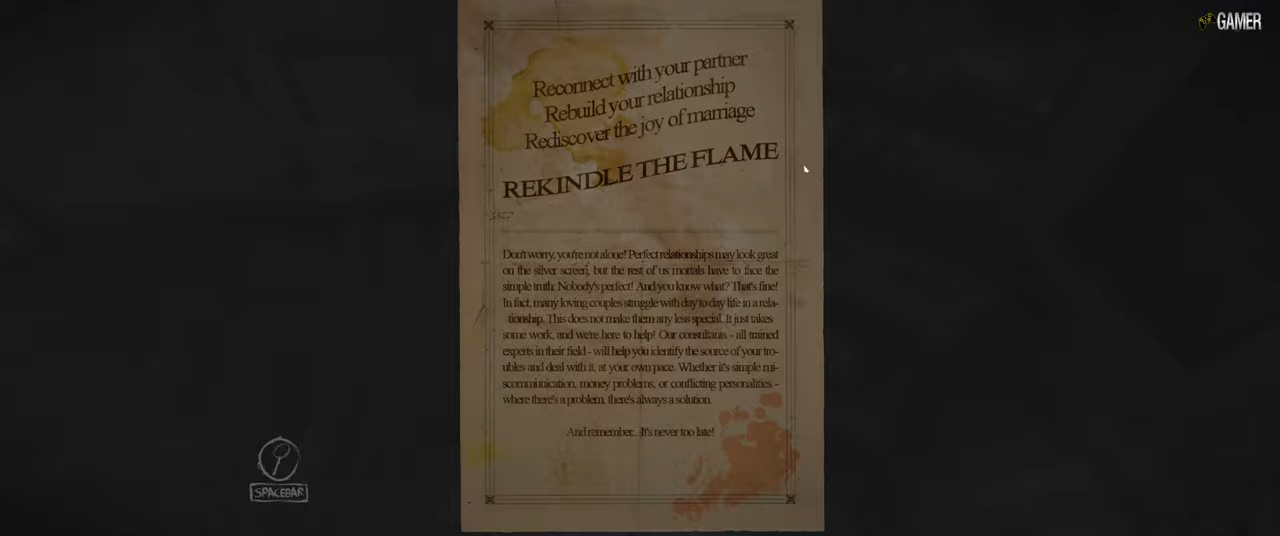 GAMER
Reconnect with your partner
Rebuild your relationship
Rediscover the joy of marriage
REKINDLE THE FLAME
Don't worry, you're not alone! Perfect relationships may look great
on the silver screen, but the rest of us mortals have to face the
simple truth: Nobody's perfect! And you know what? That's fine!
In fact, many loving couples struggle with day to day life in a rela-
tionship. This does not make them any less special. It just takes
some work, and we're here to help! Our consultants - all trained
experts in their field - will help you identify the source of your tro-
ubles and deal with it, at your own pace. Whether it's simple mi-
scommunication, money problems, or conflicting personalities -
where there's a problem, there's always a solution.
And remember... It's never too late!
SPACEBAR